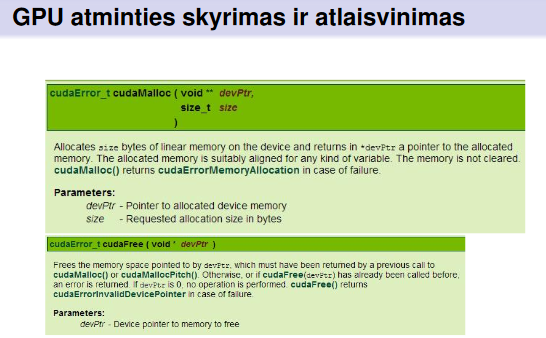 GPU atminties skyrimas ir atlaisvinimas
cudaError_t cudaMalloc ( void ** devPtr,
size_t size
)
Allocates size bytes of linear memory on the device and returns in *devPtr a pointer to the allocated
memory. The allocated memory is suitably aligned for any kind of variable. The memory is not cleared.
cudaMalloc() returns cudaErrorMemoryAllocation in case of failure.
Parameters:
devPtr - Pointer to allocated device memory
size - Requested allocation size in bytes
cudaError_t cudaFree ( void * devPtr )
Frees the memory space pointed to by devPtr, which must have been returned by a previous call to
cudaMalloc() or cudaMallocPitch(). Otherwise, or if cudaFree(devPtr) has already been called before,
an error is returned. If devPtr is 0, no operation is performed. cudaFree() returns
cudaErrorInvalidDevicePointer in case of failure.
Parameters:
devPtr - Device pointer to memory to free